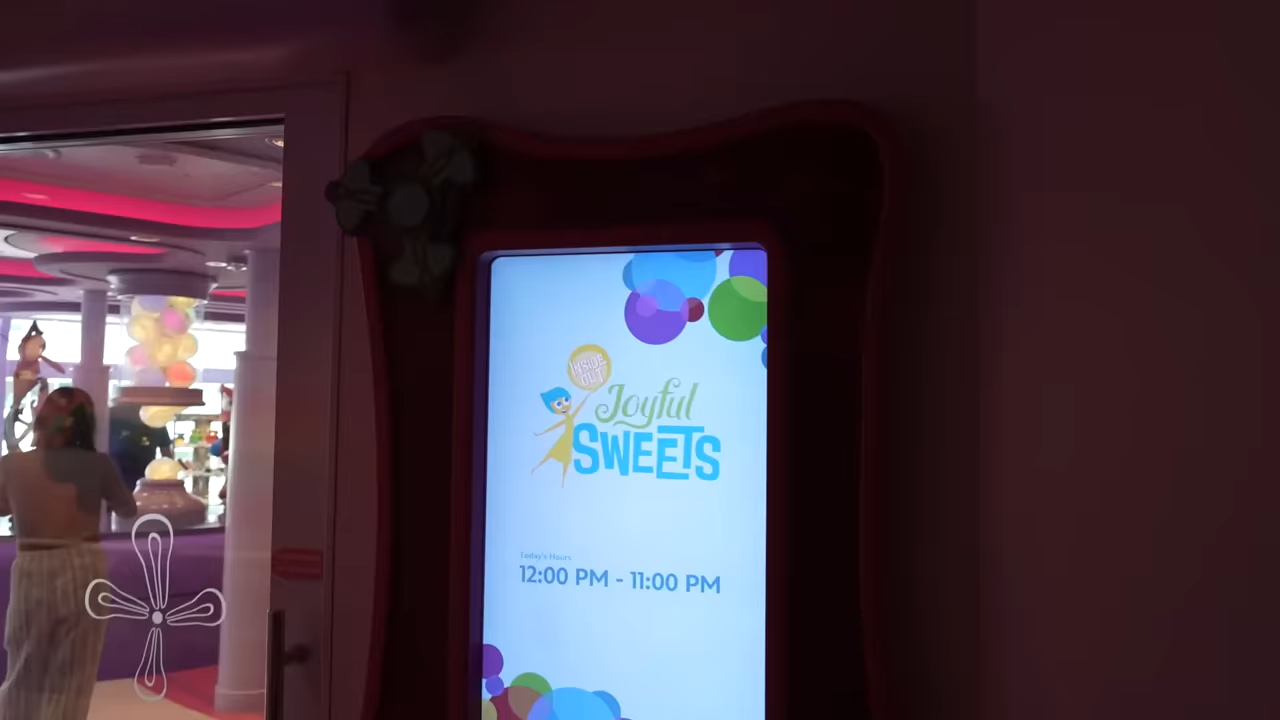 INSIDE
OUT
Joyful
SWEETS
Today's Hours
12:00 PM - 11:00 PM